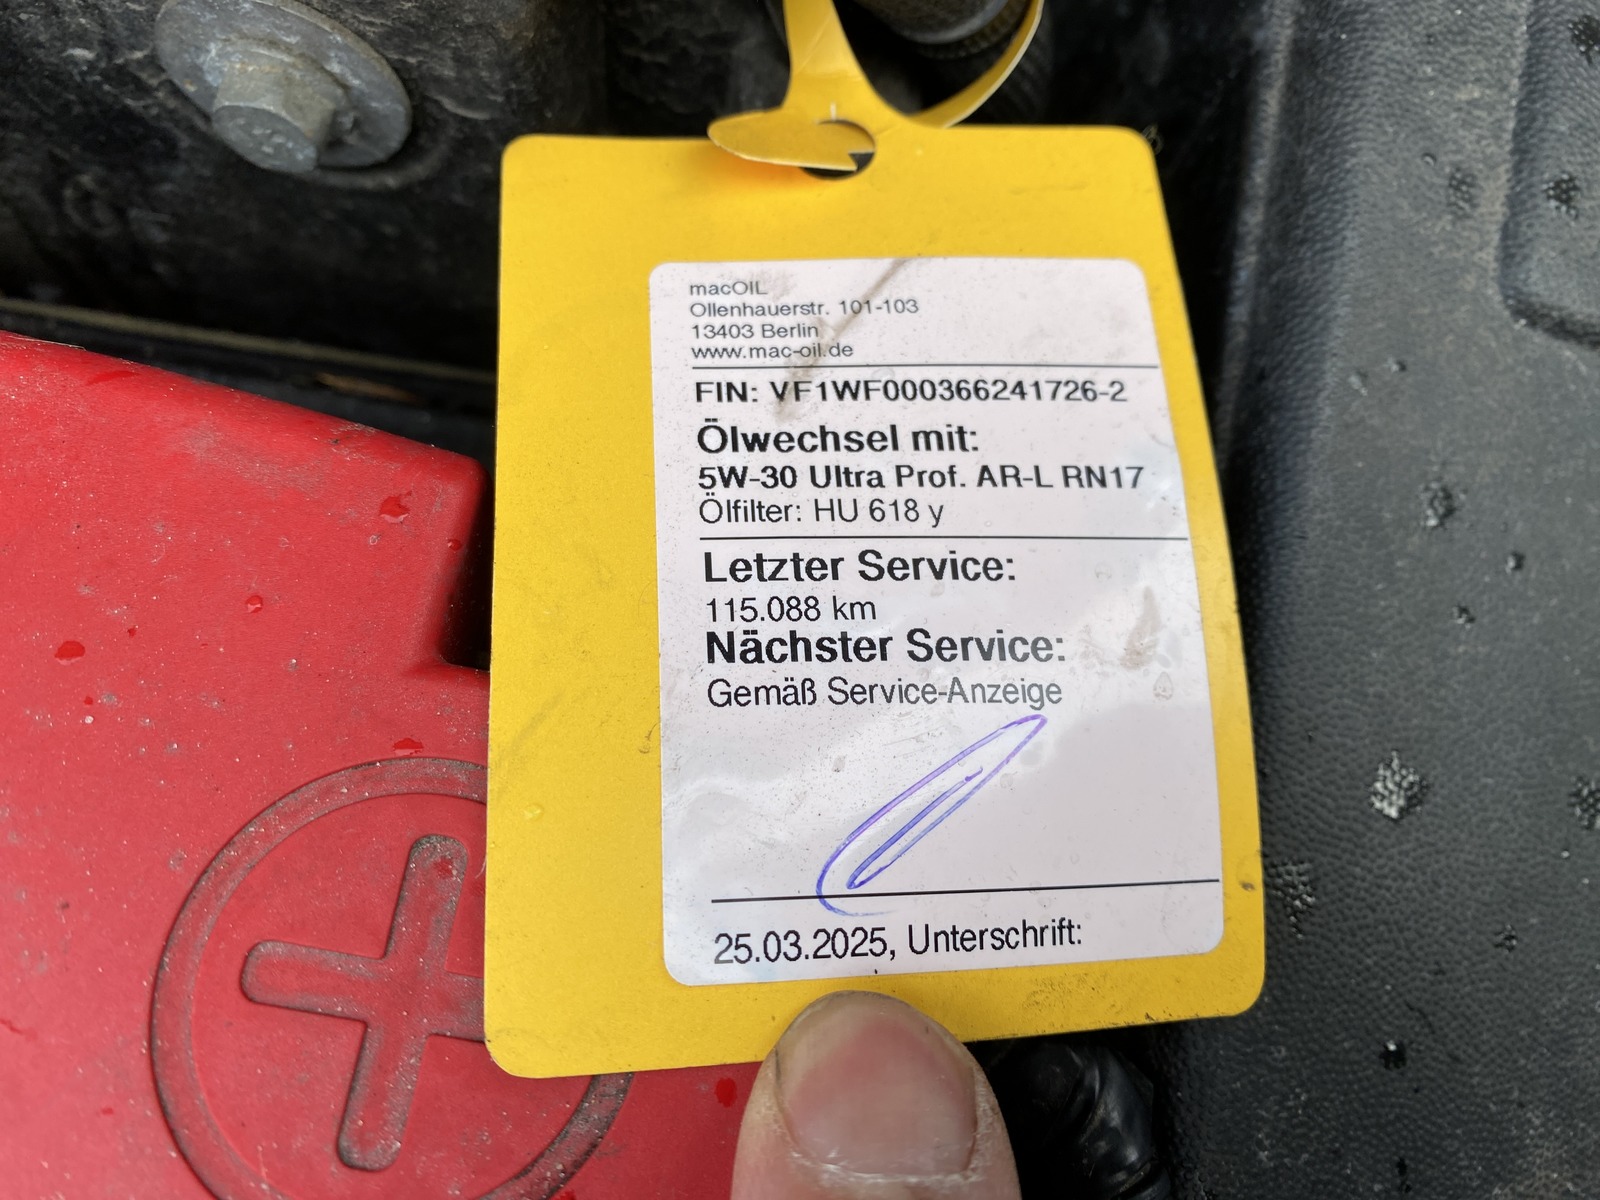 macOIL
Ollenhauerstr. 101-103
13403 Berlin
www.mac-oil.de
FIN: VF1WF000366241726-2
Ölwechsel mit:
5W-30 Ultra Prof. AR-L RN17
Ölfilter: HU 618 y
Letzter Service:
115.088 km
Nächster Service:
Gemäß Service-Anzeige
25.03.2025, Unterschrift: